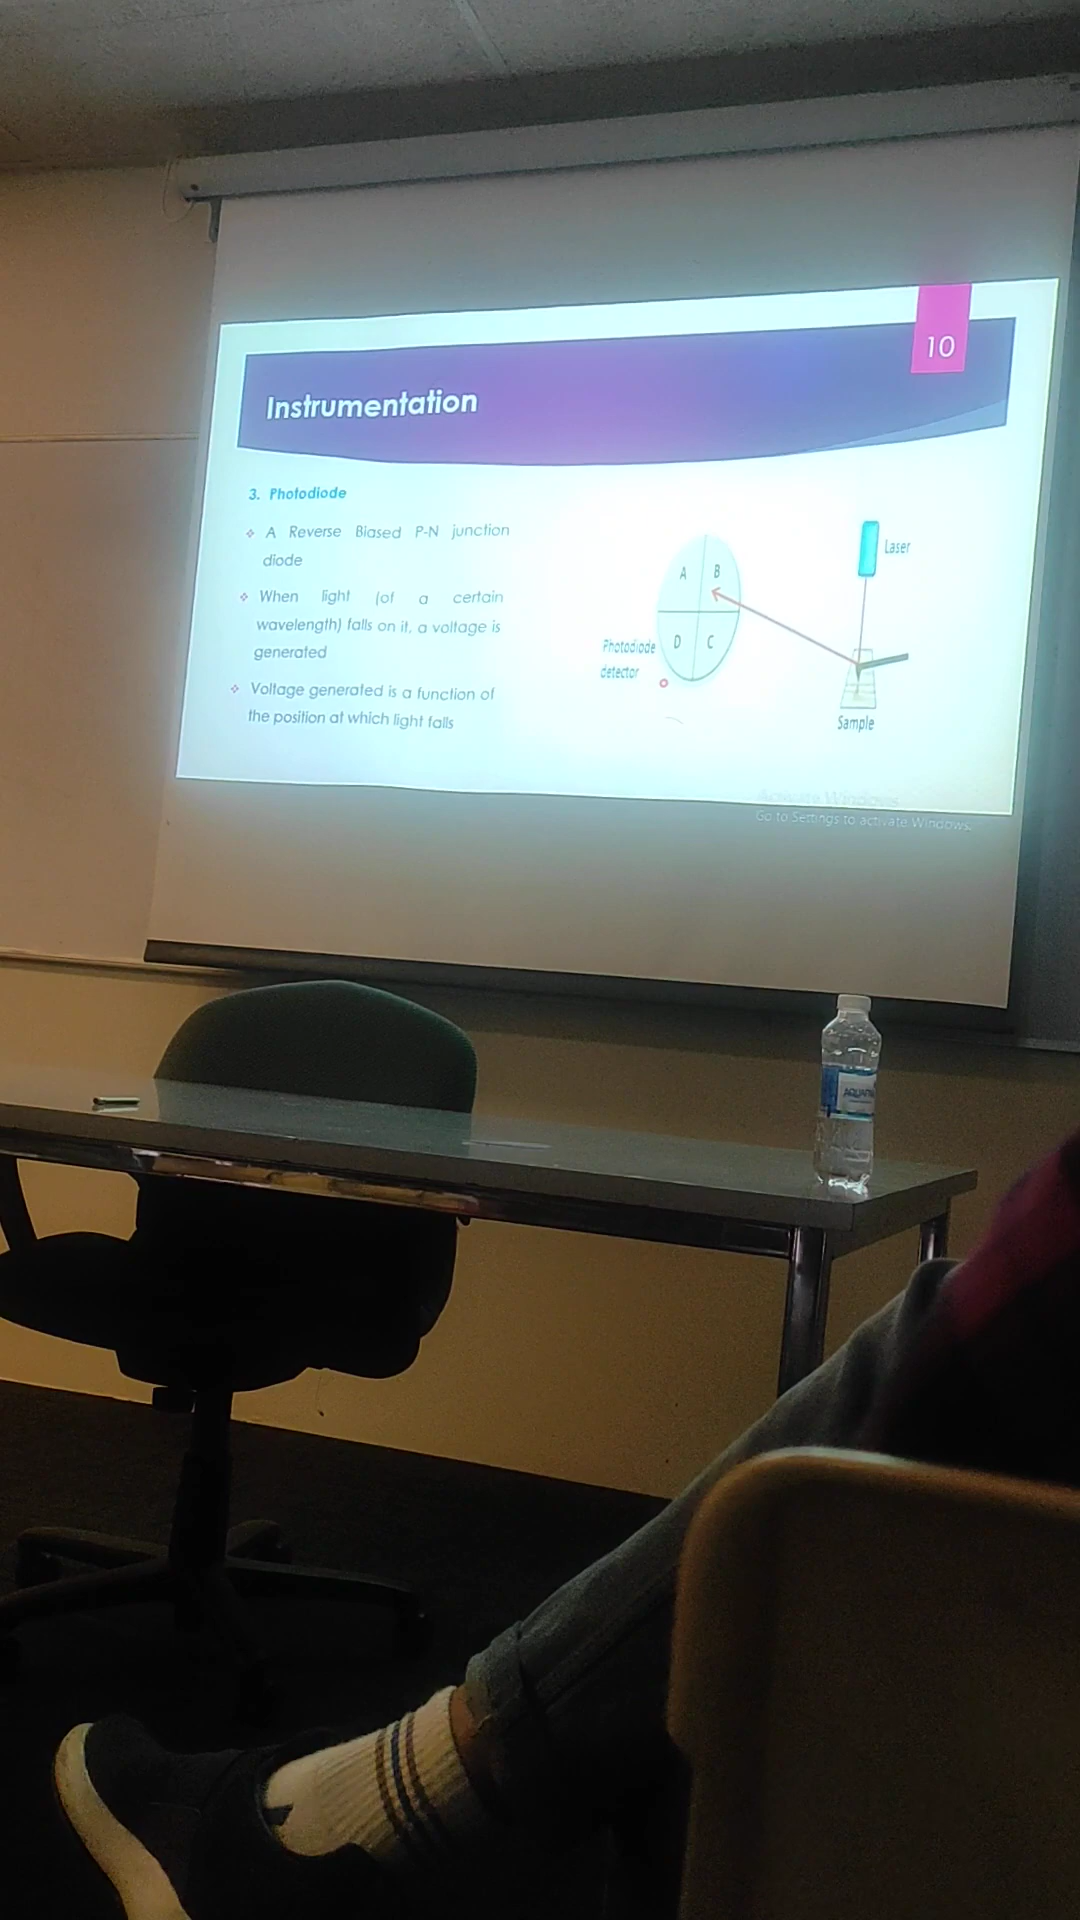 10
Instrumentation
3. Photodiode
❖ A Reverse Biased P-N junction
diode
❖ When light (of a certain
wavelength) falls on it, a voltage is
generated
❖ Voltage generated is a function of
the position at which light falls
A B
D C
Photodiode
detector
Laser
Sample
Activate Windows
Go to Settings to activate Windows.